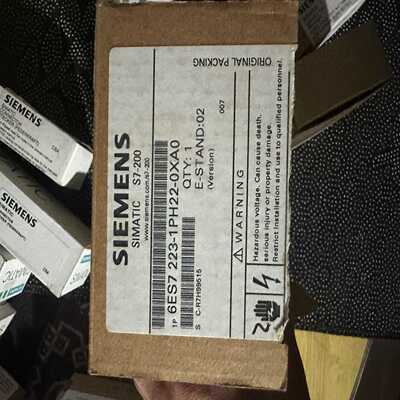 SIEMENS
SIMATIC S7-200
www.siemens.com/s7-200
1P 6ES7 223-1PH22-0XA0
QTY: 1
E-STAND:02
(Version)
S C-R7H99515
007
ORIGINAL PACKING
WARNING
Hazardous voltage. Can cause death,
serious injury or property damage.
Restrict installation and use to qualified personnel.
SIEMENS
SIEMENS